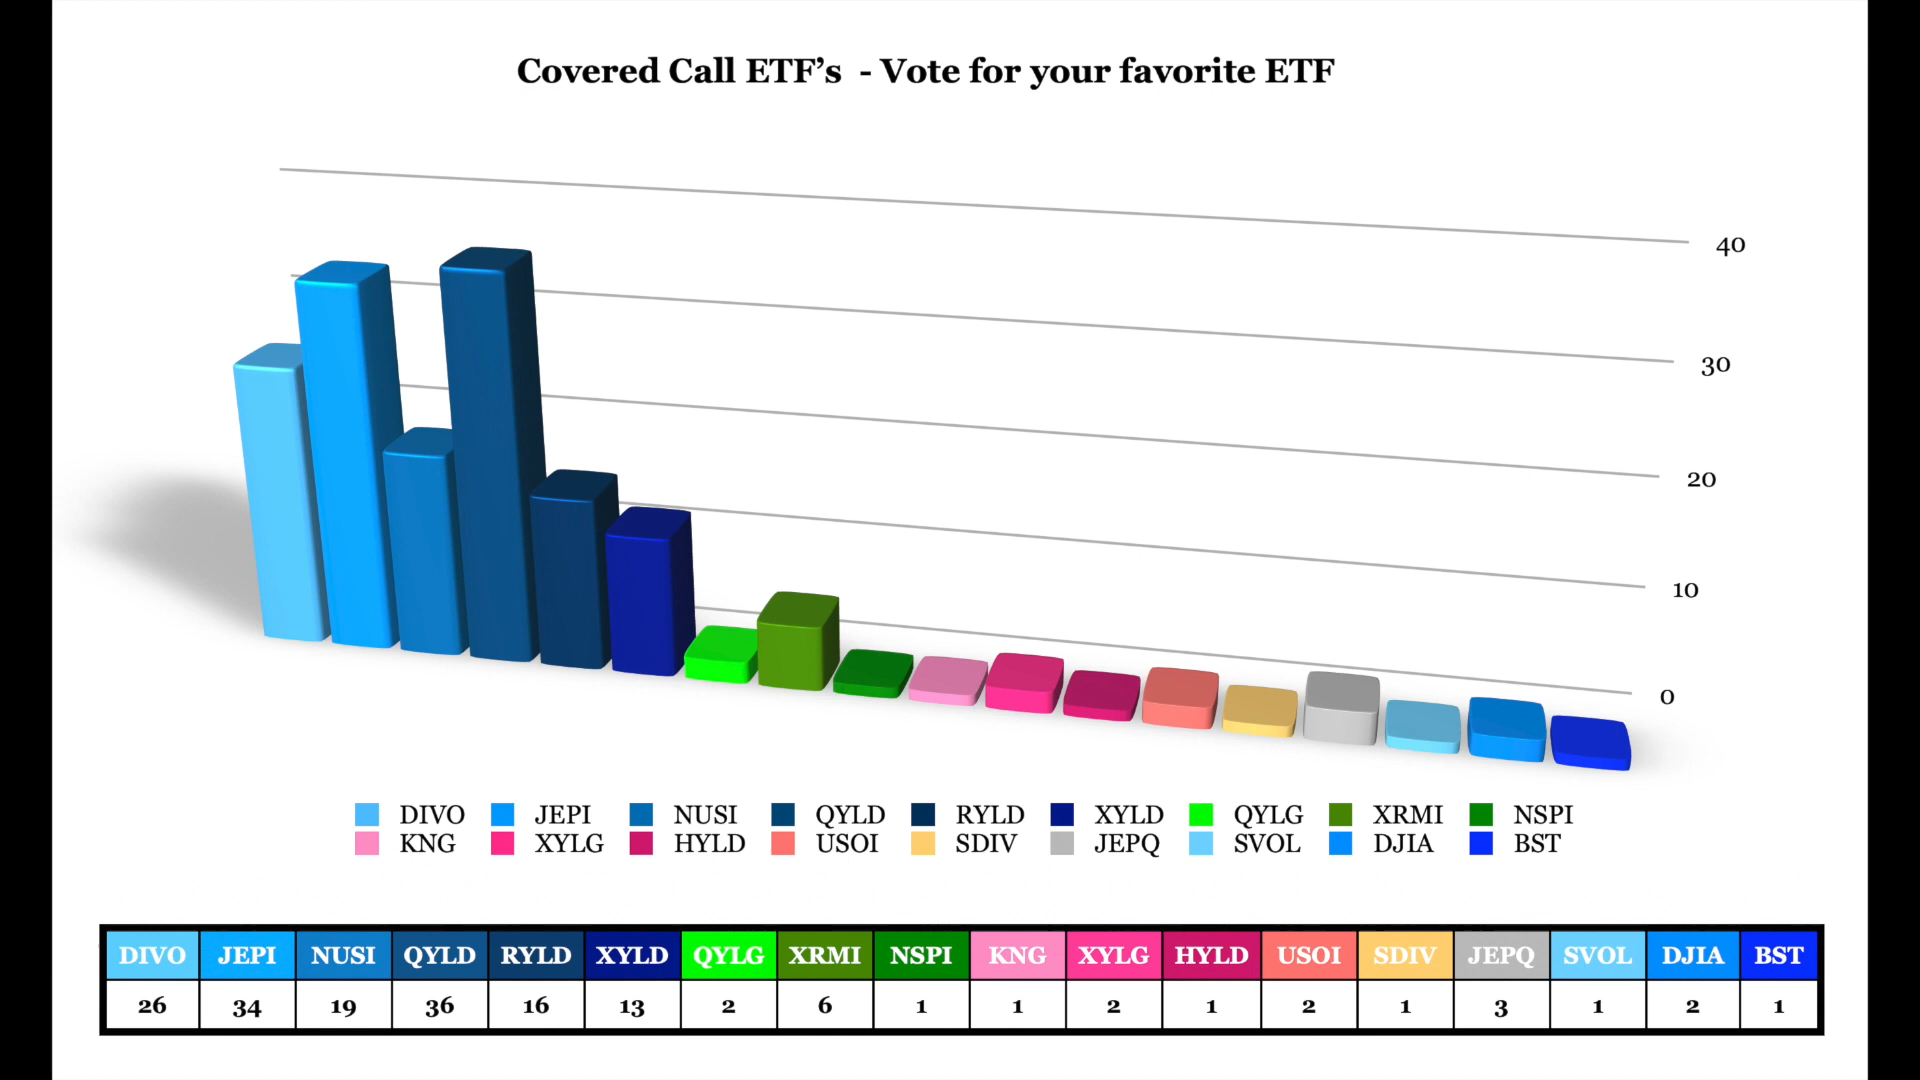 Covered Call ETF’s - Vote for your favorite ETF
40
30
20
10
0
DIVO JEPI NUSI QYLD RYLD XYLD QYLG XRMI NSPI
KNG XYLG HYLD USOI SDIV JEPQ SVOL DJIA BST
DIVO JEPI NUSI QYLD RYLD XYLD QYLG XRMI NSPI KNG XYLG HYLD USOI SDIV JEPQ SVOL DJIA BST
26 34 19 36 16 13 2 6 1 1 2 1 2 1 3 1 2 1